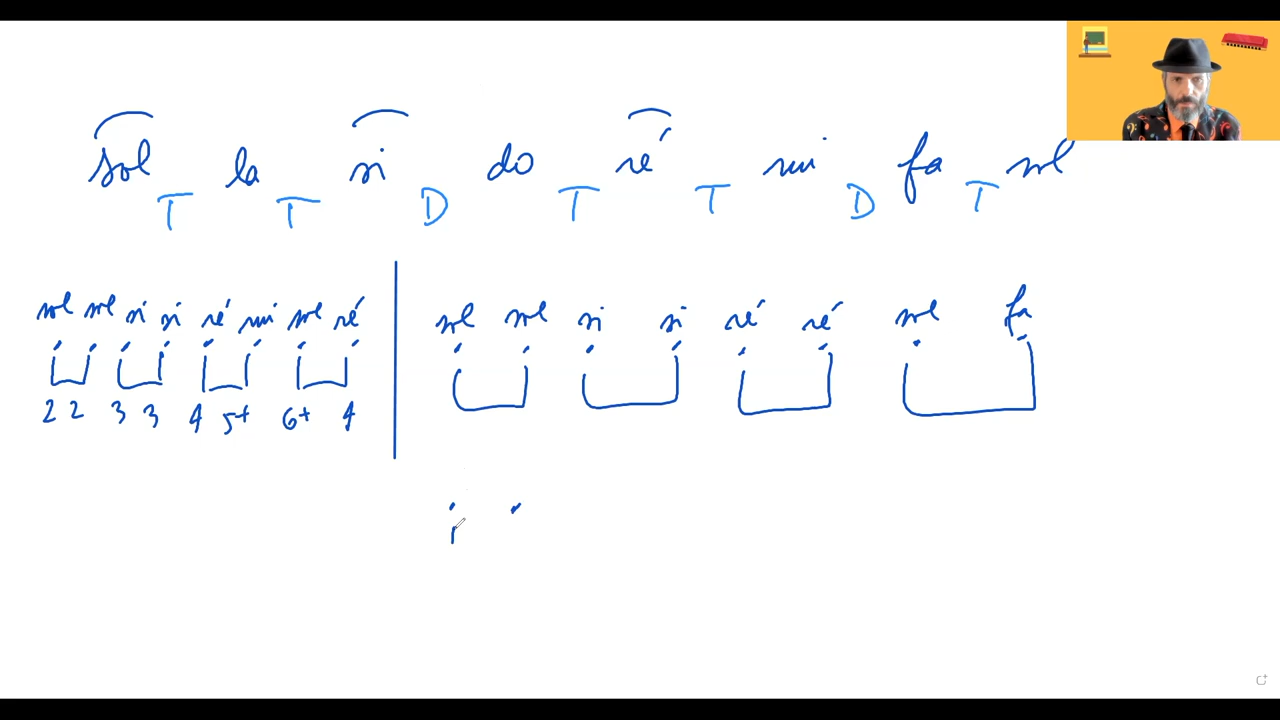 sol la si do ré mi fa sol
T T D T T D T
sol sol si si ré mi sol ré
sol sol si si ré ré sol fa
2 2 3 3 4 5+ 6+ 4